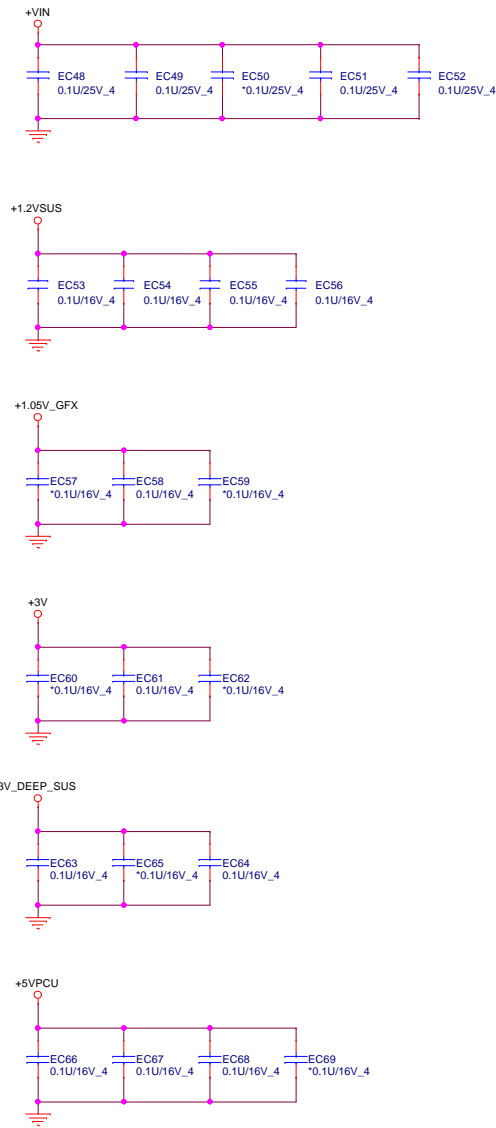 +VIN
EC48 EC49 EC50 EC51 EC52
0.1U/25V_4 0.1U/25V_4 *0.1U/25V_4 0.1U/25V_4 0.1U/25V_4
+1.2VSUS
EC53 EC54 EC55 EC56
0.1U/16V_4 0.1U/16V_4 0.1U/16V_4 0.1U/16V_4
+1.05V_GFX
EC57 EC58 EC59
*0.1U/16V_4 0.1U/16V_4 *0.1U/16V_4
+3V
EC60 EC61 EC62
*0.1U/16V_4 0.1U/16V_4 *0.1U/16V_4
3V_DEEP_SUS
EC63 EC65 EC64
0.1U/16V_4 *0.1U/16V_4 0.1U/16V_4
+5VPCU
EC66 EC67 EC68 EC69
0.1U/16V_4 0.1U/16V_4 0.1U/16V_4 *0.1U/16V_4